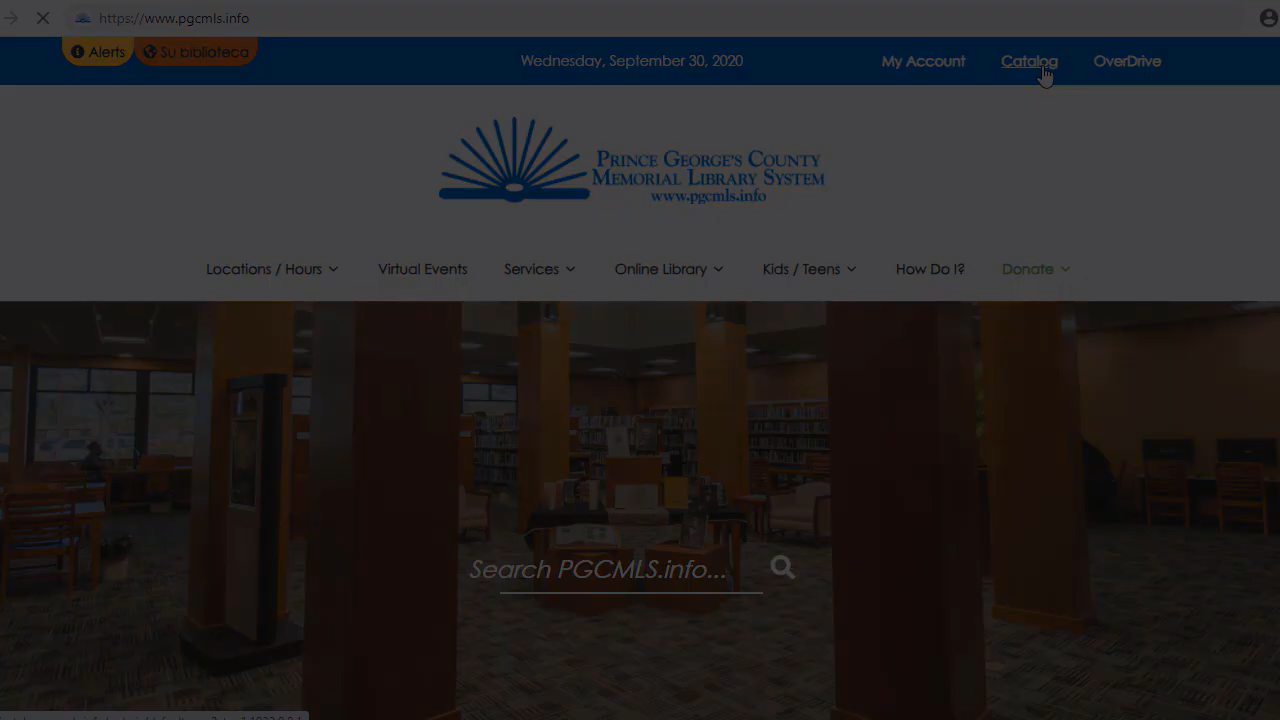 https://www.pgcmls.info
Alerts
Su biblioteca
Wednesday, September 30, 2020
My Account
Catalog
OverDrive
PRINCE GEORGE'S COUNTY
MEMORIAL LIBRARY SYSTEM
www.pgcmls.info
Locations / Hours
Virtual Events
Services
Online Library
Kids / Teens
How Do I?
Donate
Search PGCMLS.info...